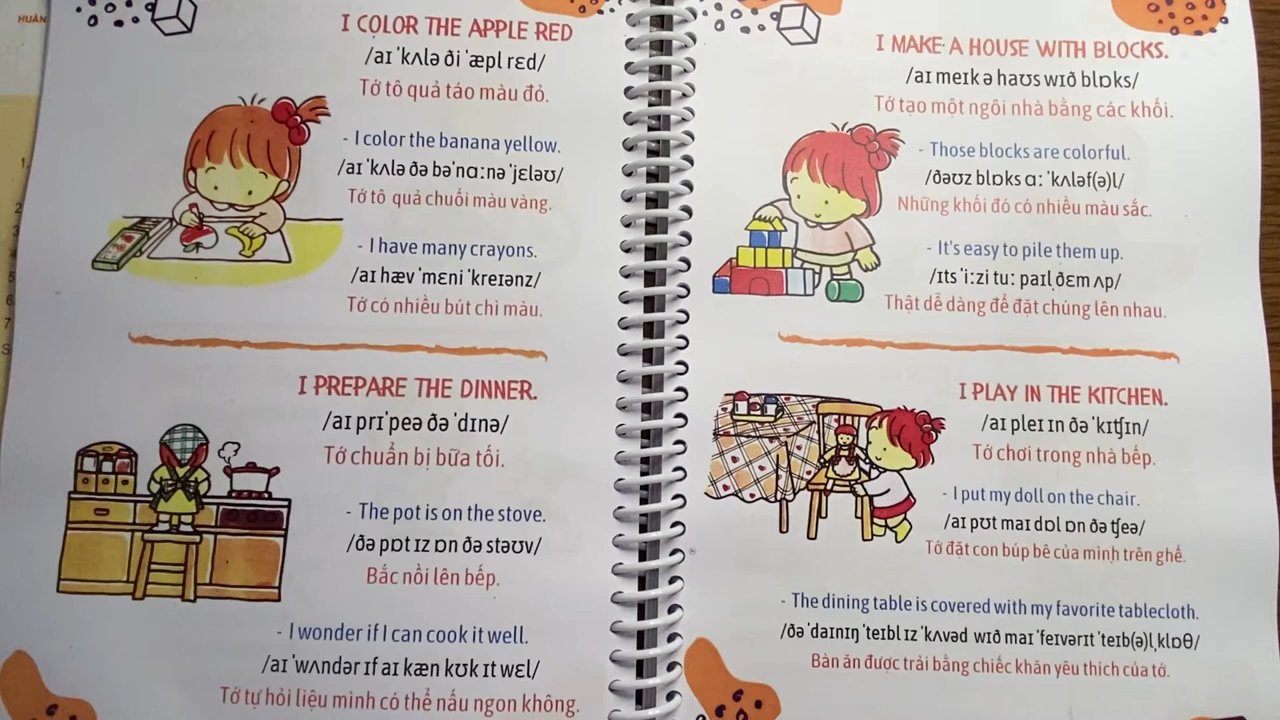 HUẤN
I COLOR THE APPLE RED
/aɪ ˈkʌlə ði ˈæpl rɛd/
Tớ tô quả táo màu đỏ.
- I color the banana yellow.
/aɪ ˈkʌlə ðə bəˈnɑːnə ˈjɛləʊ/
Tớ tô quả chuối màu vàng.
- I have many crayons.
/aɪ hæv ˈmɛni ˈkreɪənz/
Tớ có nhiều bút chì màu.
I PREPARE THE DINNER.
/aɪ prɪˈpeə ðə ˈdɪnə/
Tớ chuẩn bị bữa tối.
- The pot is on the stove.
/ðə pɒt ɪz ɒn ðə stəʊv/
Bắc nồi lên bếp.
- I wonder if I can cook it well.
/aɪ ˈwʌndər ɪf aɪ kæn kʊk ɪt wɛl/
Tớ tự hỏi liệu mình có thể nấu ngon không.
I MAKE A HOUSE WITH BLOCKS.
/aɪ meɪk ə haʊs wɪð blɒks/
Tớ tạo một ngôi nhà bằng các khối.
- Those blocks are colorful.
/ðəʊz blɒks ɑː ˈkʌləf(ə)l/
Những khối đó có nhiều màu sắc.
- It's easy to pile them up.
/ɪts ˈiːzi tuː paɪl ðɛm ʌp/
Thật dễ dàng để đặt chúng lên nhau.
I PLAY IN THE KITCHEN.
/aɪ pleɪ ɪn ðə ˈkɪʧɪn/
Tớ chơi trong nhà bếp.
- I put my doll on the chair.
/aɪ pʊt maɪ dɒl ɒn ðə ʧeə/
Tớ đặt con búp bê của mình trên ghế.
- The dining table is covered with my favorite tablecloth.
/ðə ˈdaɪnɪŋ ˈteɪbl ɪz ˈkʌvəd wɪð maɪ ˈfeɪvərɪt ˈteɪb(ə)lˌklɒθ/
Bàn ăn được trải bằng chiếc khăn yêu thích của tớ.